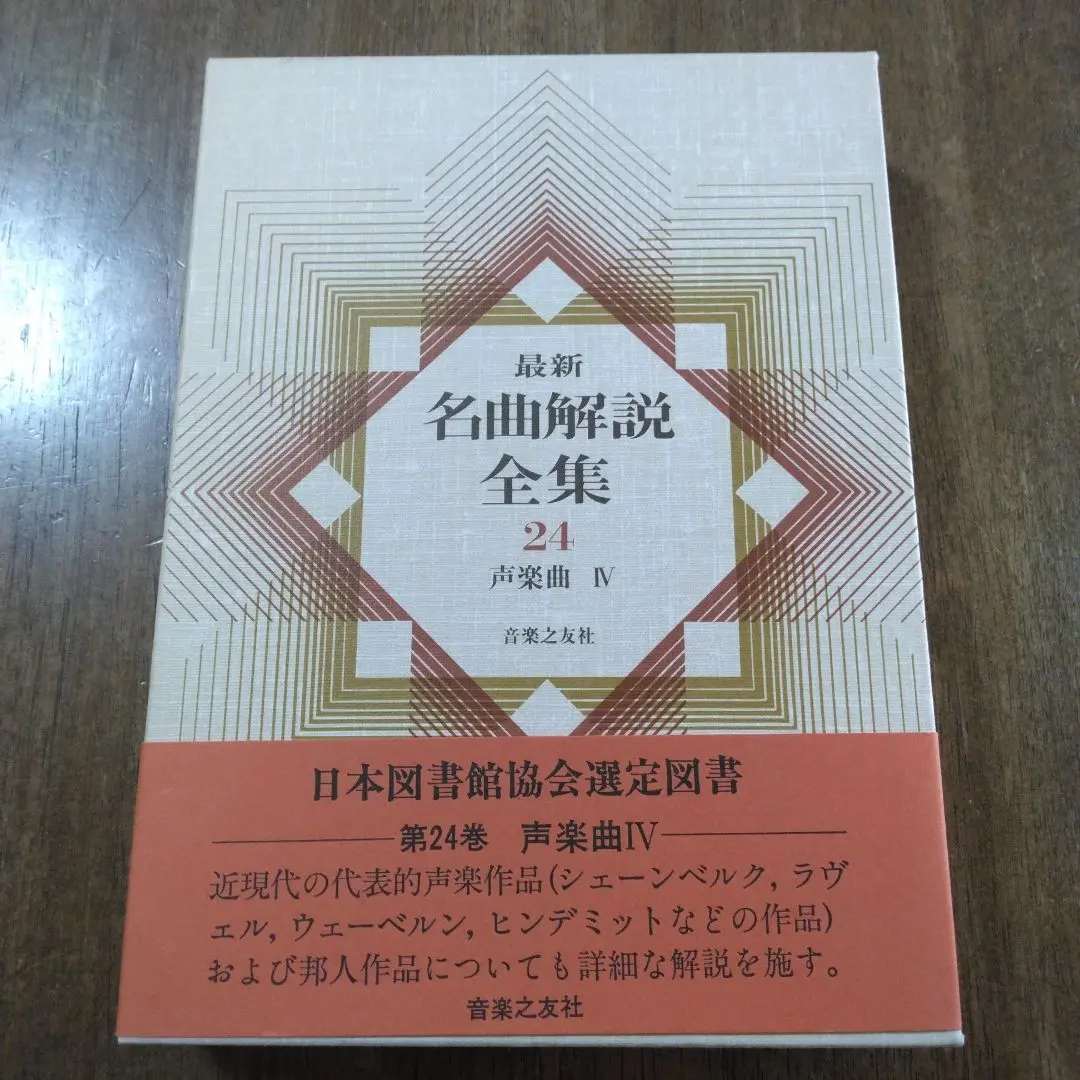 最新
名曲解説
全集
24
声楽曲 IV
音楽之友社
日本図書館協会選定図書
第24巻 声楽曲IV
近現代の代表的声楽作品(シェーンベルク, ラヴ
ェル, ウェーベルン, ヒンデミットなどの作品)
および邦人作品についても詳細な解説を施す。
音楽之友社